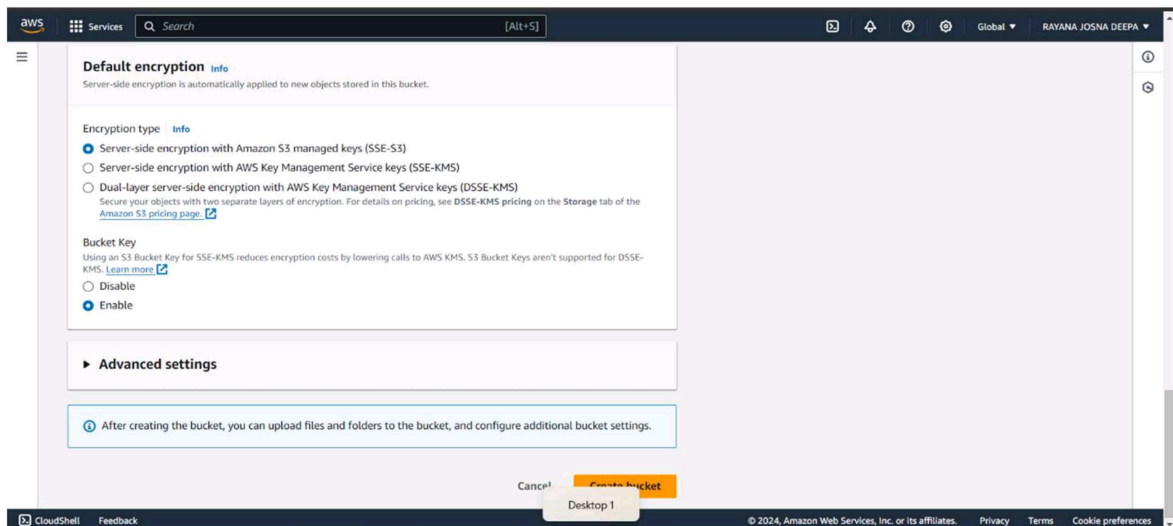 aws Services Search [Alt+S] Global ▼ RAYANA JOSNA DEEPA ▼
Default encryption Info
Server-side encryption is automatically applied to new objects stored in this bucket.
Encryption type Info
Server-side encryption with Amazon S3 managed keys (SSE-S3)
Server-side encryption with AWS Key Management Service keys (SSE-KMS)
Dual-layer server-side encryption with AWS Key Management Service keys (DSSE-KMS)
Secure your objects with two separate layers of encryption. For details on pricing, see DSSE-KMS pricing on the Storage tab of the
Amazon S3 pricing page.
Bucket Key
Using an S3 Bucket Key for SSE-KMS reduces encryption costs by lowering calls to AWS KMS. S3 Bucket Keys aren't supported for DSSE-
KMS. Learn more
Disable
Enable
Advanced settings
After creating the bucket, you can upload files and folders to the bucket, and configure additional bucket settings.
Cancel Create bucket
Desktop 1
CloudShell Feedback © 2024, Amazon Web Services, Inc. or its affiliates. Privacy Terms Cookie preferences